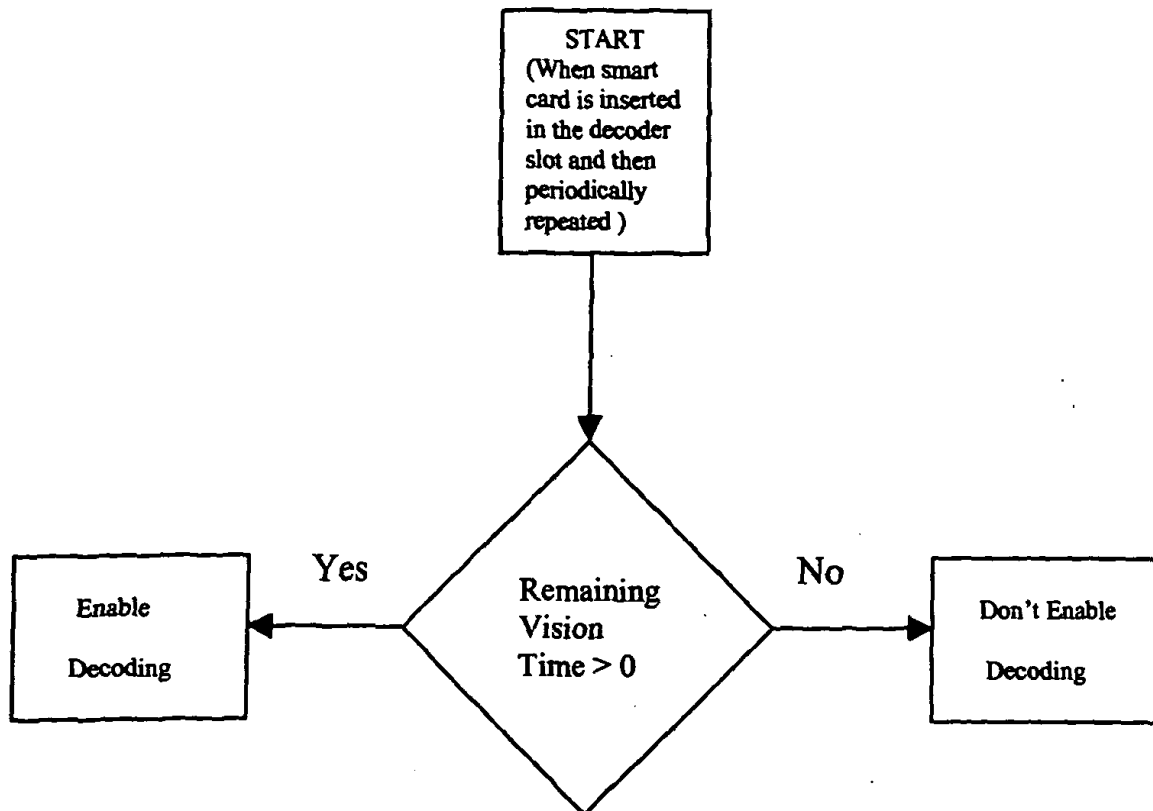 START
(When smart
card is inserted
in the decoder
slot and then
periodically
repeated )
Yes
No
Enable
Decoding
Remaining
Vision
Time > 0
Don't Enable
Decoding